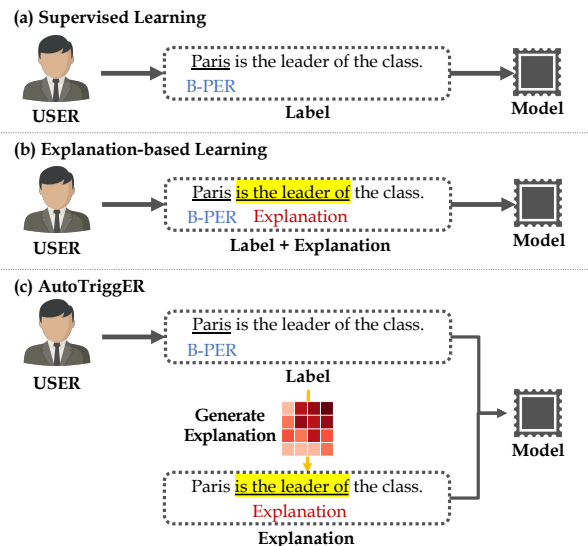 (a) Supervised Learning
Paris is the leader of the class.
B-PER
USER
Label
Model
(b) Explanation-based Learning
Paris is the leader of the class.
B-PER Explanation
USER
Label + Explanation
Model
(c) AutoTriggER
Paris is the leader of the class.
B-PER
USER
Label
Generate
Explanation
Model
Paris is the leader of the class.
Explanation
Explanation